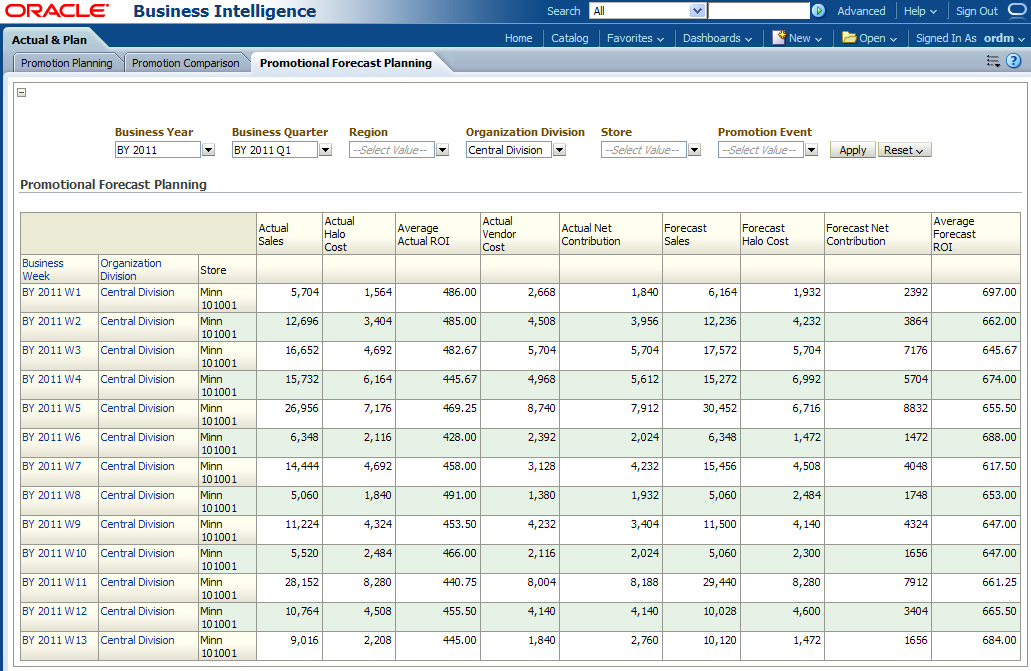 ORACLE® Business Intelligence Search All Advanced Help Sign Out
Actual & Plan Home Catalog Favorites Dashboards New Open Signed In As ordm
Promotion Planning Promotion Comparison Promotional Forecast Planning
Business Year Business Quarter Region Organization Division Store Promotion Event
BY 2011 BY 2011 Q1 --Select Value-- Central Division --Select Value-- --Select Value-- Apply Reset
Promotional Forecast Planning
Actual Sales Actual Halo Cost Average Actual ROI Actual Vendor Cost Actual Net Contribution Forecast Sales Forecast Halo Cost Forecast Net Contribution Average Forecast ROI
Business Week Organization Division Store
BY 2011 W1 Central Division Minn 101001 5,704 1,564 486.00 2,668 1,840 6,164 1,932 2392 697.00
BY 2011 W2 Central Division Minn 101001 12,696 3,404 485.00 4,508 3,956 12,236 4,232 3864 662.00
BY 2011 W3 Central Division Minn 101001 16,652 4,692 482.67 5,704 5,704 17,572 5,704 7176 645.67
BY 2011 W4 Central Division Minn 101001 15,732 6,164 445.67 4,968 5,612 15,272 6,992 5704 674.00
BY 2011 W5 Central Division Minn 101001 26,956 7,176 469.25 8,740 7,912 30,452 6,716 8832 655.50
BY 2011 W6 Central Division Minn 101001 6,348 2,116 428.00 2,392 2,024 6,348 1,472 1472 688.00
BY 2011 W7 Central Division Minn 101001 14,444 4,692 458.00 3,128 4,232 15,456 4,508 4048 617.50
BY 2011 W8 Central Division Minn 101001 5,060 1,840 491.00 1,380 1,932 5,060 2,484 1748 653.00
BY 2011 W9 Central Division Minn 101001 11,224 4,324 453.50 4,232 3,404 11,500 4,140 4324 647.00
BY 2011 W10 Central Division Minn 101001 5,520 2,484 466.00 2,116 2,024 5,060 2,300 1656 647.00
BY 2011 W11 Central Division Minn 101001 28,152 8,280 440.75 8,004 8,188 29,440 8,280 7912 661.25
BY 2011 W12 Central Division Minn 101001 10,764 4,508 455.50 4,140 4,140 10,028 4,600 3404 665.50
BY 2011 W13 Central Division Minn 101001 9,016 2,208 445.00 1,840 2,760 10,120 1,472 1656 684.00